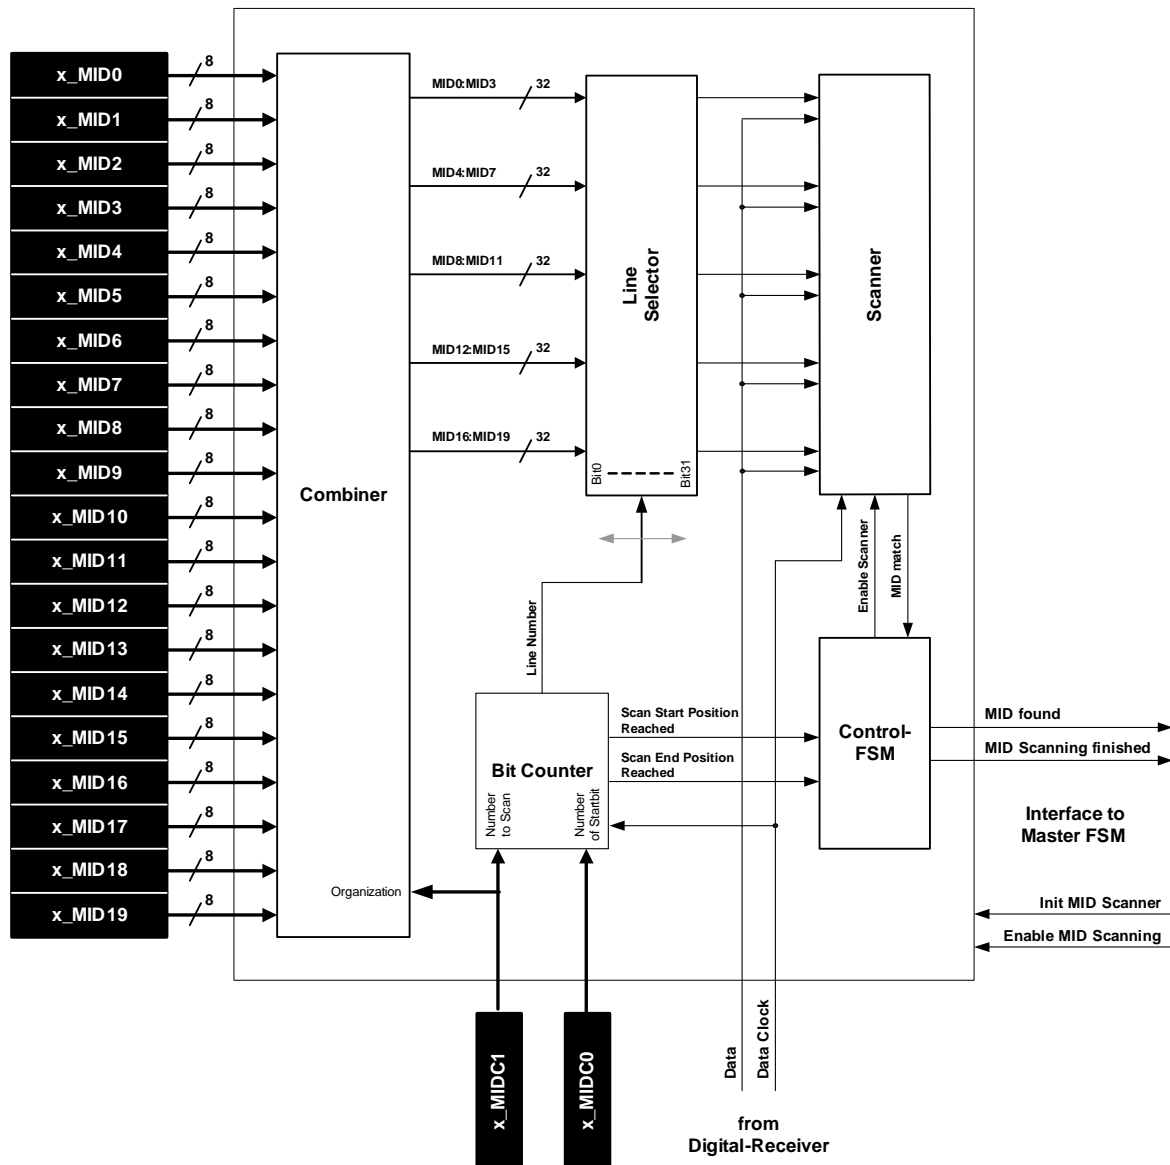 x_MID0
8
x_MID1
8
x_MID2
8
x_MID3
8
x_MID4
8
x_MID5
8
x_MID6
8
x_MID7
8
x_MID8
8
x_MID9
8
x_MID10
8
x_MID11
8
x_MID12
8
x_MID13
8
x_MID14
8
x_MID15
8
x_MID16
8
x_MID17
8
x_MID18
8
x_MID19
8
Combiner
Organization
MID0:MID3
32
MID4:MID7
32
MID8:MID11
32
MID12:MID15
32
MID16:MID19
32
Line
Selector
Bit0
Bit31
Scanner
Enable Scanner
MID match
Line Number
Bit Counter
Number
to Scan
Number
of Startbit
Scan Start Position
Reached
Scan End Position
Reached
Control-
FSM
MID found
MID Scanning finished
Interface to
Master FSM
Init MID Scanner
Enable MID Scanning
x_MIDC1
x_MIDC0
Data
Data Clock
from
Digital-Receiver